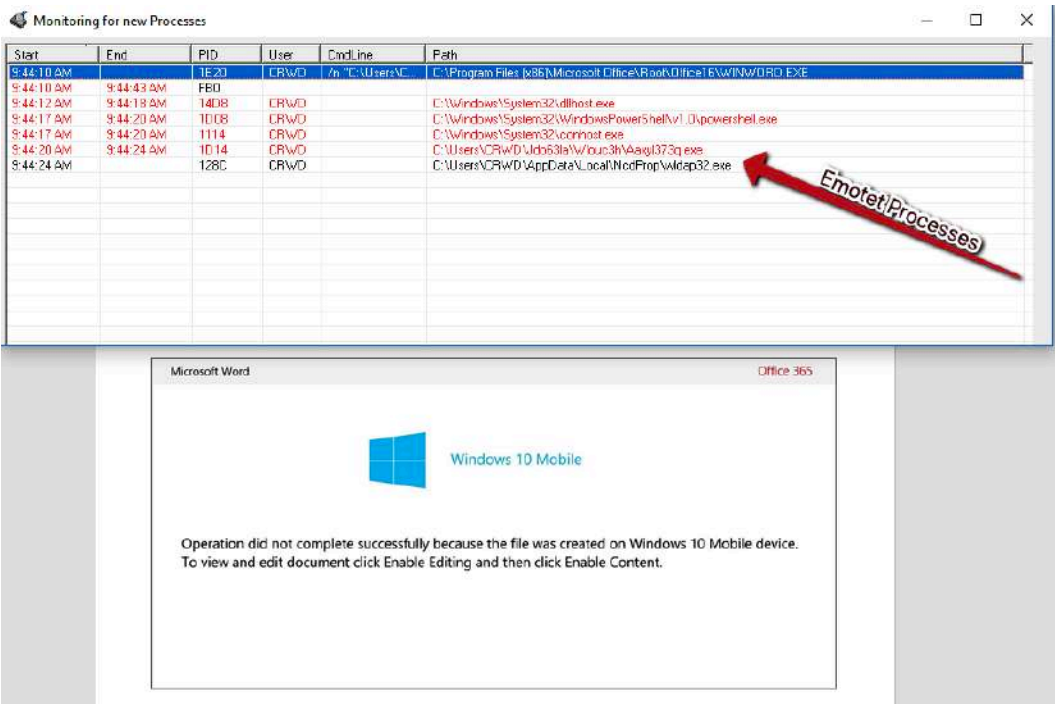 Monitoring for new Processes
Start End PID User CmdLine Path
9:44:10 AM 1E20 CRWD /n "C:\Users\C... C:\Program Files (x86)\Microsoft Office\Root\Office16\WINWORD.EXE
9:44:10 AM 9:44:43 AM FB0
9:44:12 AM 9:44:18 AM 14D8 CRWD C:\Windows\System32\dllhost.exe
9:44:17 AM 9:44:20 AM 1DC8 CRWD C:\Windows\System32\WindowsPowerShell\v1.0\powershell.exe
9:44:17 AM 9:44:20 AM 1114 CRWD C:\Windows\System32\conhost.exe
9:44:20 AM 9:44:24 AM 1D14 CRWD
9:44:24 AM 128C CRWD C:\Users\CRWD\AppData\Local\NcdProp\wldap32.exe
Emotet Processes
Microsoft Word Office 365
Windows 10 Mobile
Operation did not complete successfully because the file was created on Windows 10 Mobile device.
To view and edit document click Enable Editing and then click Enable Content.